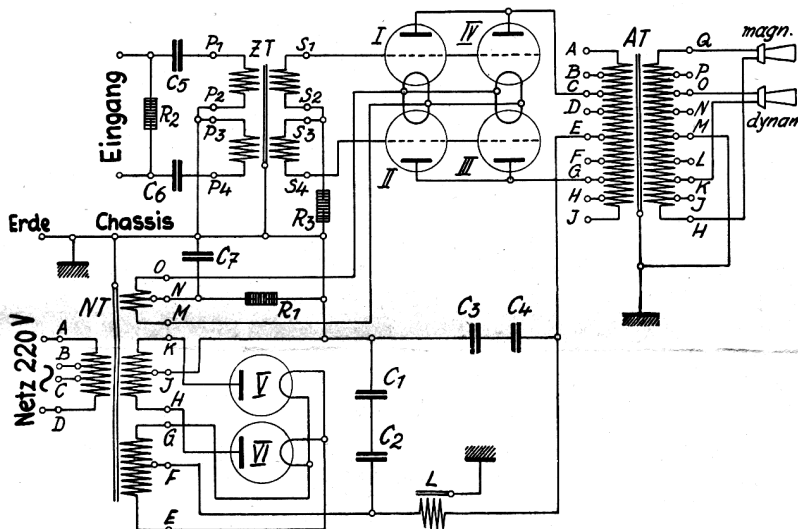 Eingang
C5
P1
ZT
S1
I
IV
A
AT
Q
magn.
B
C
P
O
R2
P2
P3
S2
S3
D
E
N
M
dynam
C6
P4
S4
II
III
F
G
H
J
L
K
J
H
Erde
Chassis
R3
C7
O
N
M
R1
Netz 220 V
NT
A
B
C
D
K
J
H
G
F
E
V
VI
C1
C2
C3
C4
L